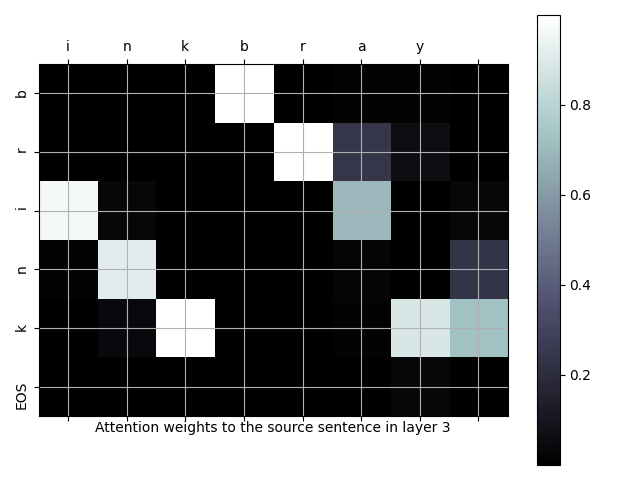 i n k b r a y
b
r
i
n
k
EOS
0.8
0.6
0.4
0.2
Attention weights to the source sentence in layer 3